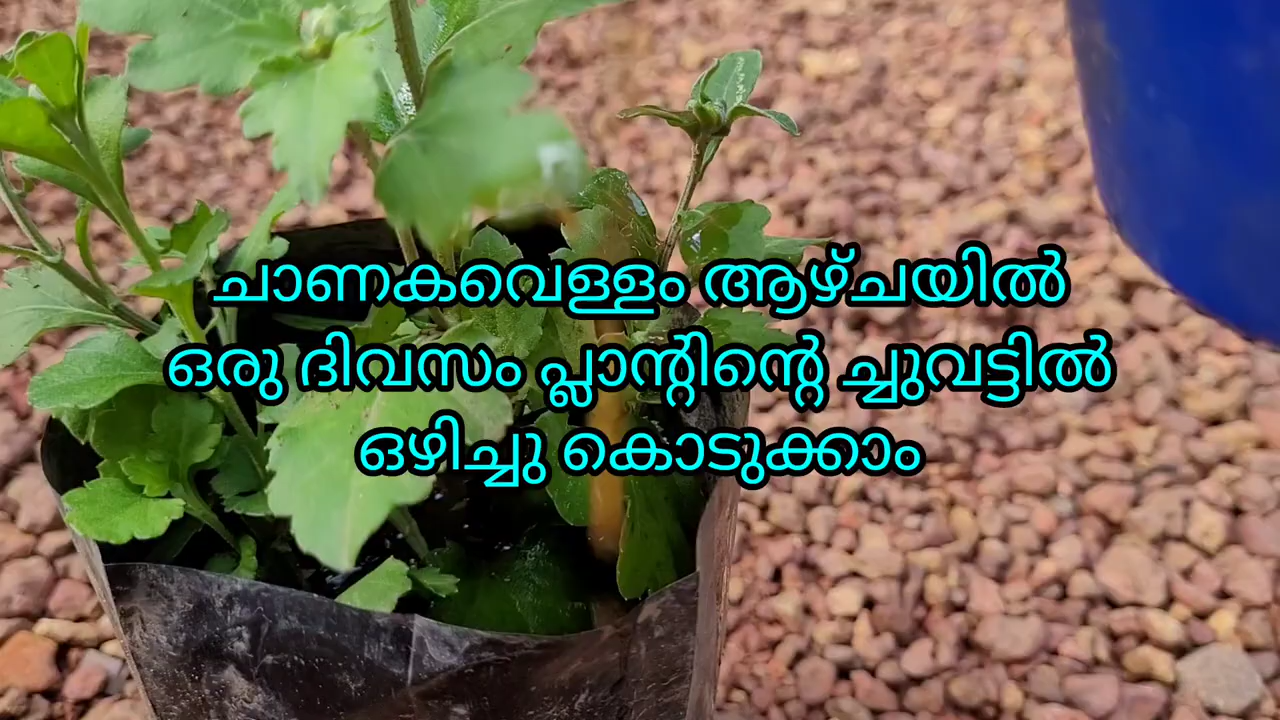 ചാണകവെള്ളം ആഴ്ചയിൽ
ഒരു ദിവസം പ്ലാന്റിന്റെ ച്ചുവട്ടിൽ
ഒഴിച്ചു കൊടുക്കാം